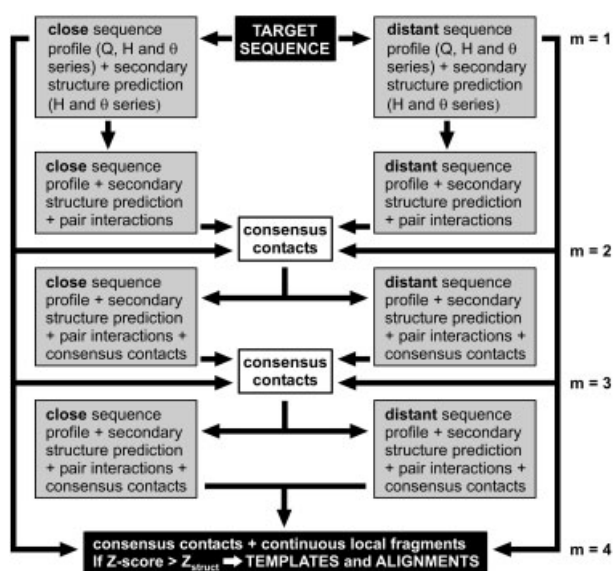 TARGET
SEQUENCE
m = 1
close sequence
profile (Q, H and θ
series) + secondary
structure prediction
(H and θ series)
distant sequence
profile (Q, H and θ
series) + secondary
structure prediction
(H and θ series)
close sequence
profile + secondary
structure prediction
+ pair interactions
distant sequence
profile + secondary
structure prediction
+ pair interactions
consensus
contacts
m = 2
close sequence
profile + secondary
structure prediction
+ pair interactions +
consensus contacts
distant sequence
profile + secondary
structure prediction
+ pair interactions +
consensus contacts
consensus
contacts
m = 3
close sequence
profile + secondary
structure prediction
+ pair interactions +
consensus contacts
distant sequence
profile + secondary
structure prediction
+ pair interactions +
consensus contacts
consensus contacts + continuous local fragments
If Z-score > Zstruct ➡ TEMPLATES and ALIGNMENTS
m = 4